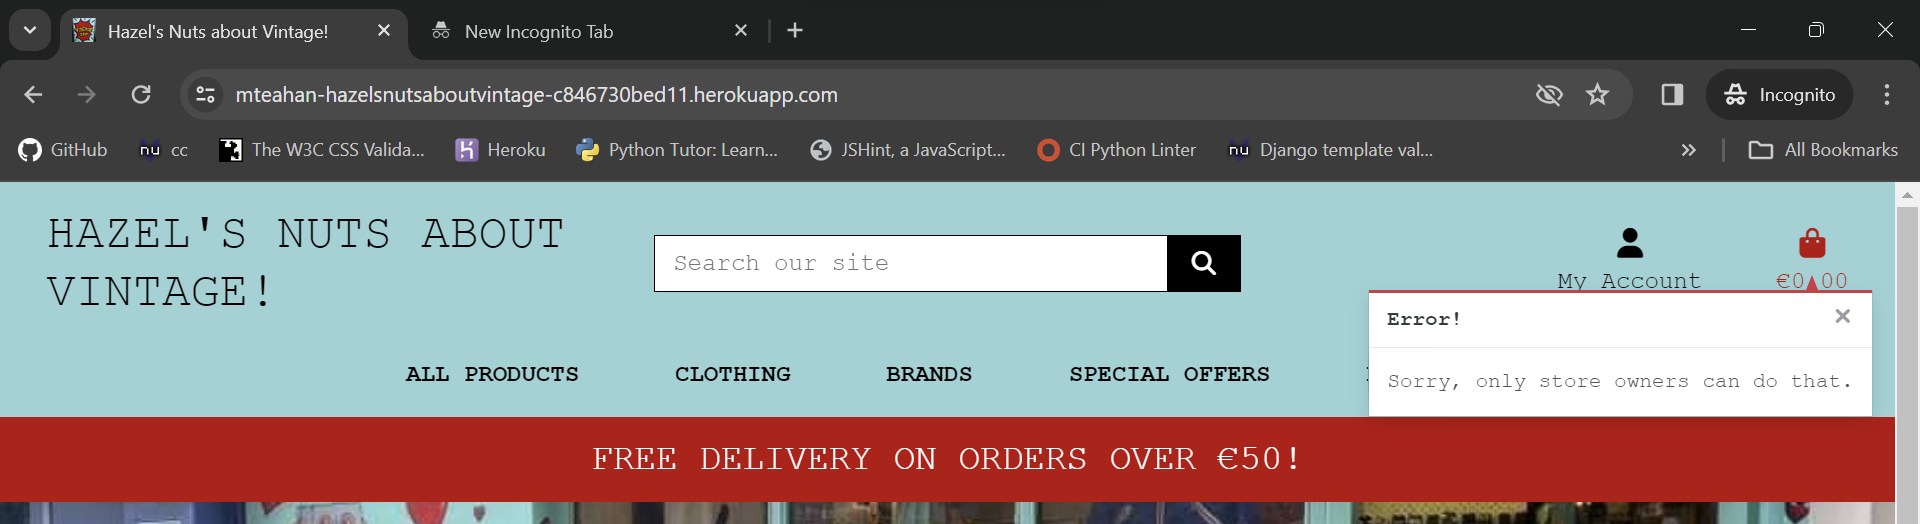 Hazel's Nuts about Vintage!
New Incognito Tab
mteahan-hazelsnutsaboutvintage-c846730bed11.herokuapp.com
Incognito
GitHub
nu cc
The W3C CSS Valida...
Heroku
Python Tutor: Learn...
JSHint, a JavaScript...
CI Python Linter
nu Django template val...
All Bookmarks
HAZEL'S NUTS ABOUT
VINTAGE!
Search our site
My Account
€0.00
Error!
Sorry, only store owners can do that.
ALL PRODUCTS
CLOTHING
BRANDS
SPECIAL OFFERS
FREE DELIVERY ON ORDERS OVER €50!